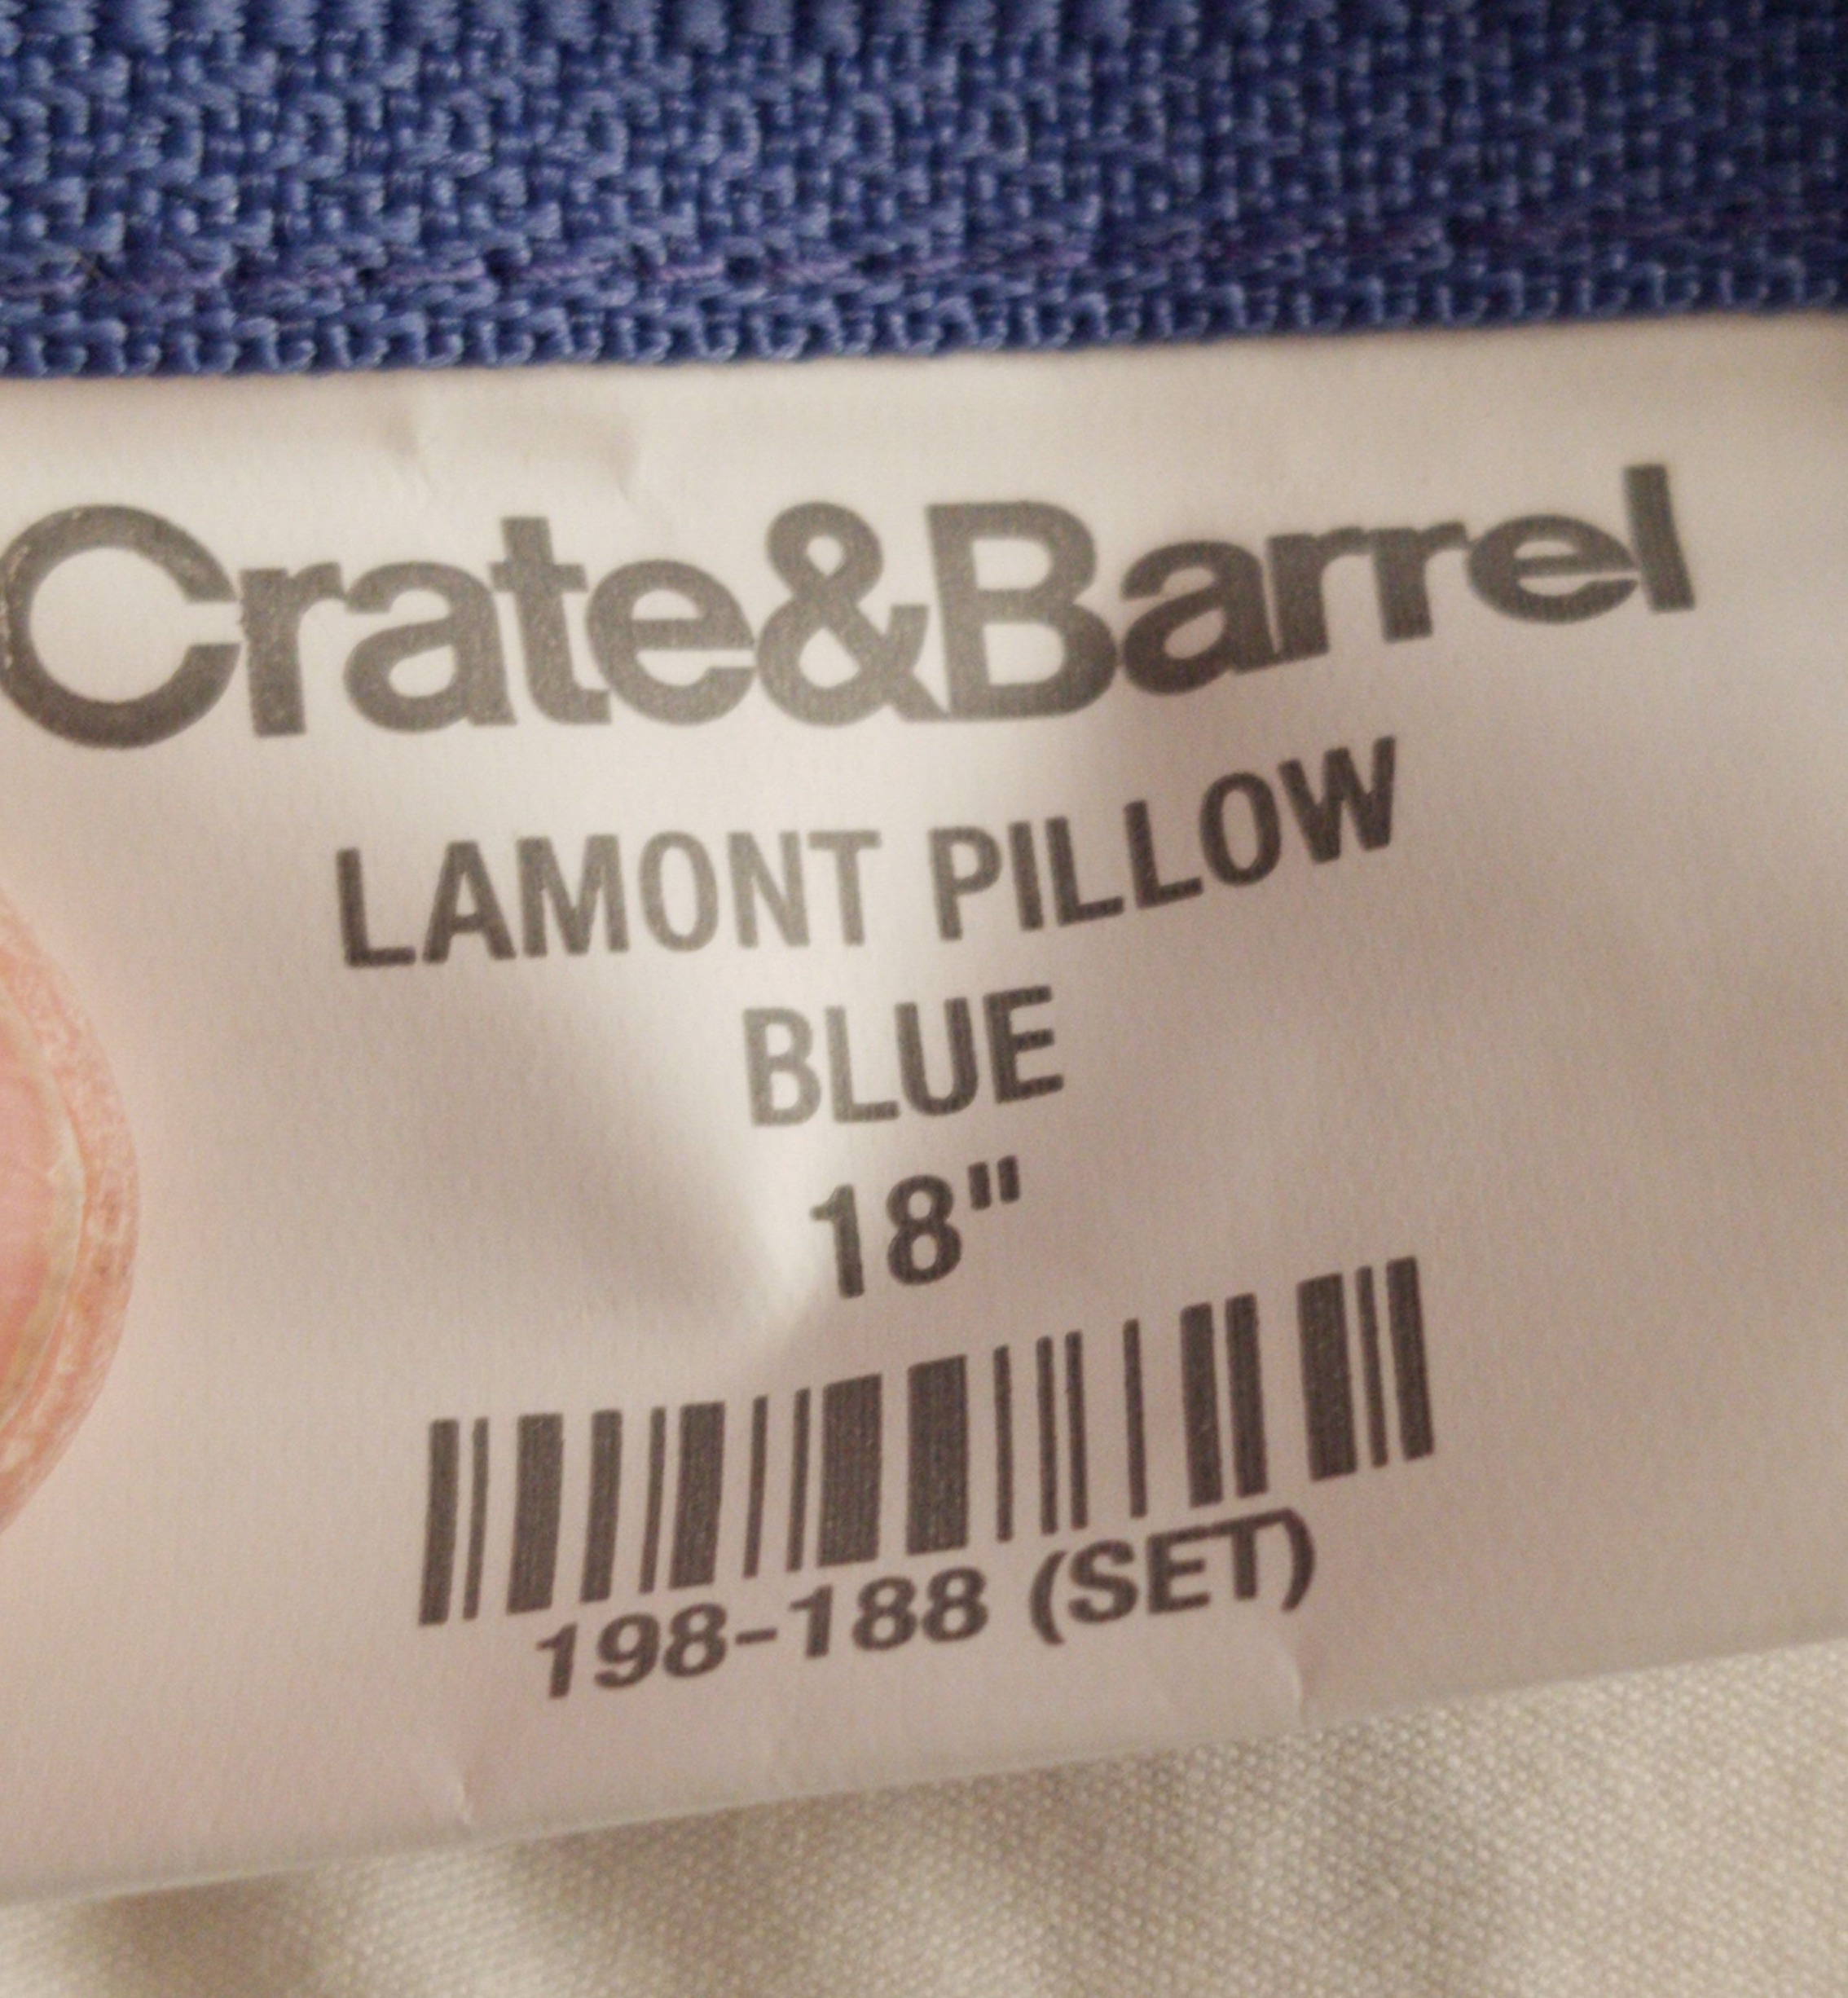 Crate&Barrel
LAMONT PILLOW
BLUE
18"
198-188 (SET)